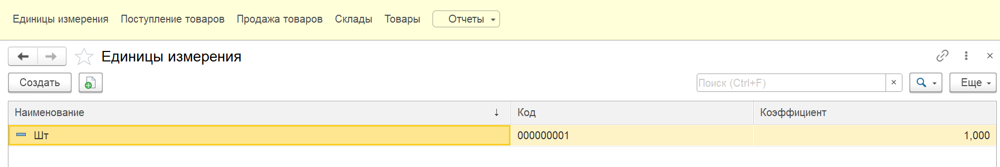 Единицы измерения Поступление товаров Продажа товаров Склады Товары Отчеты
Единицы измерения
Создать Поиск (Ctrl+F) × Еще
Наименование ↓ Код Коэффициент
Шт 000000001 1,000